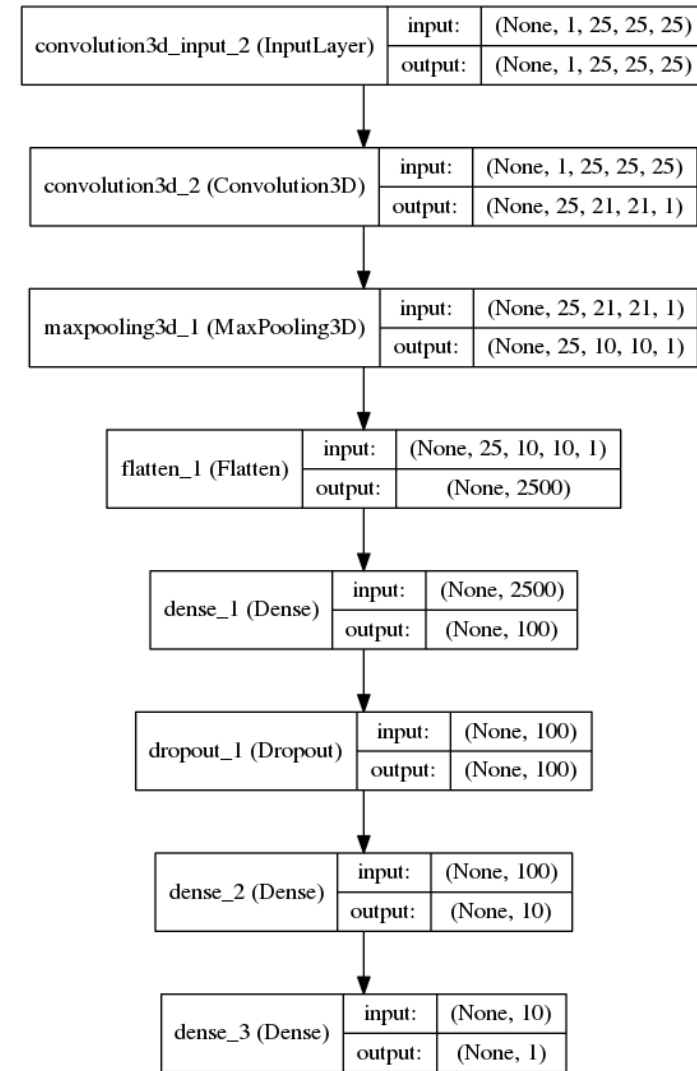 convolution3d_input_2 (InputLayer)
input: (None, 1, 25, 25, 25)
output: (None, 1, 25, 25, 25)
convolution3d_2 (Convolution3D)
input: (None, 1, 25, 25, 25)
output: (None, 25, 21, 21, 1)
maxpooling3d_1 (MaxPooling3D)
input: (None, 25, 21, 21, 1)
output: (None, 25, 10, 10, 1)
flatten_1 (Flatten)
input: (None, 25, 10, 10, 1)
output: (None, 2500)
dense_1 (Dense)
input: (None, 2500)
output: (None, 100)
dropout_1 (Dropout)
input: (None, 100)
output: (None, 100)
dense_2 (Dense)
input: (None, 100)
output: (None, 10)
dense_3 (Dense)
input: (None, 10)
output: (None, 1)